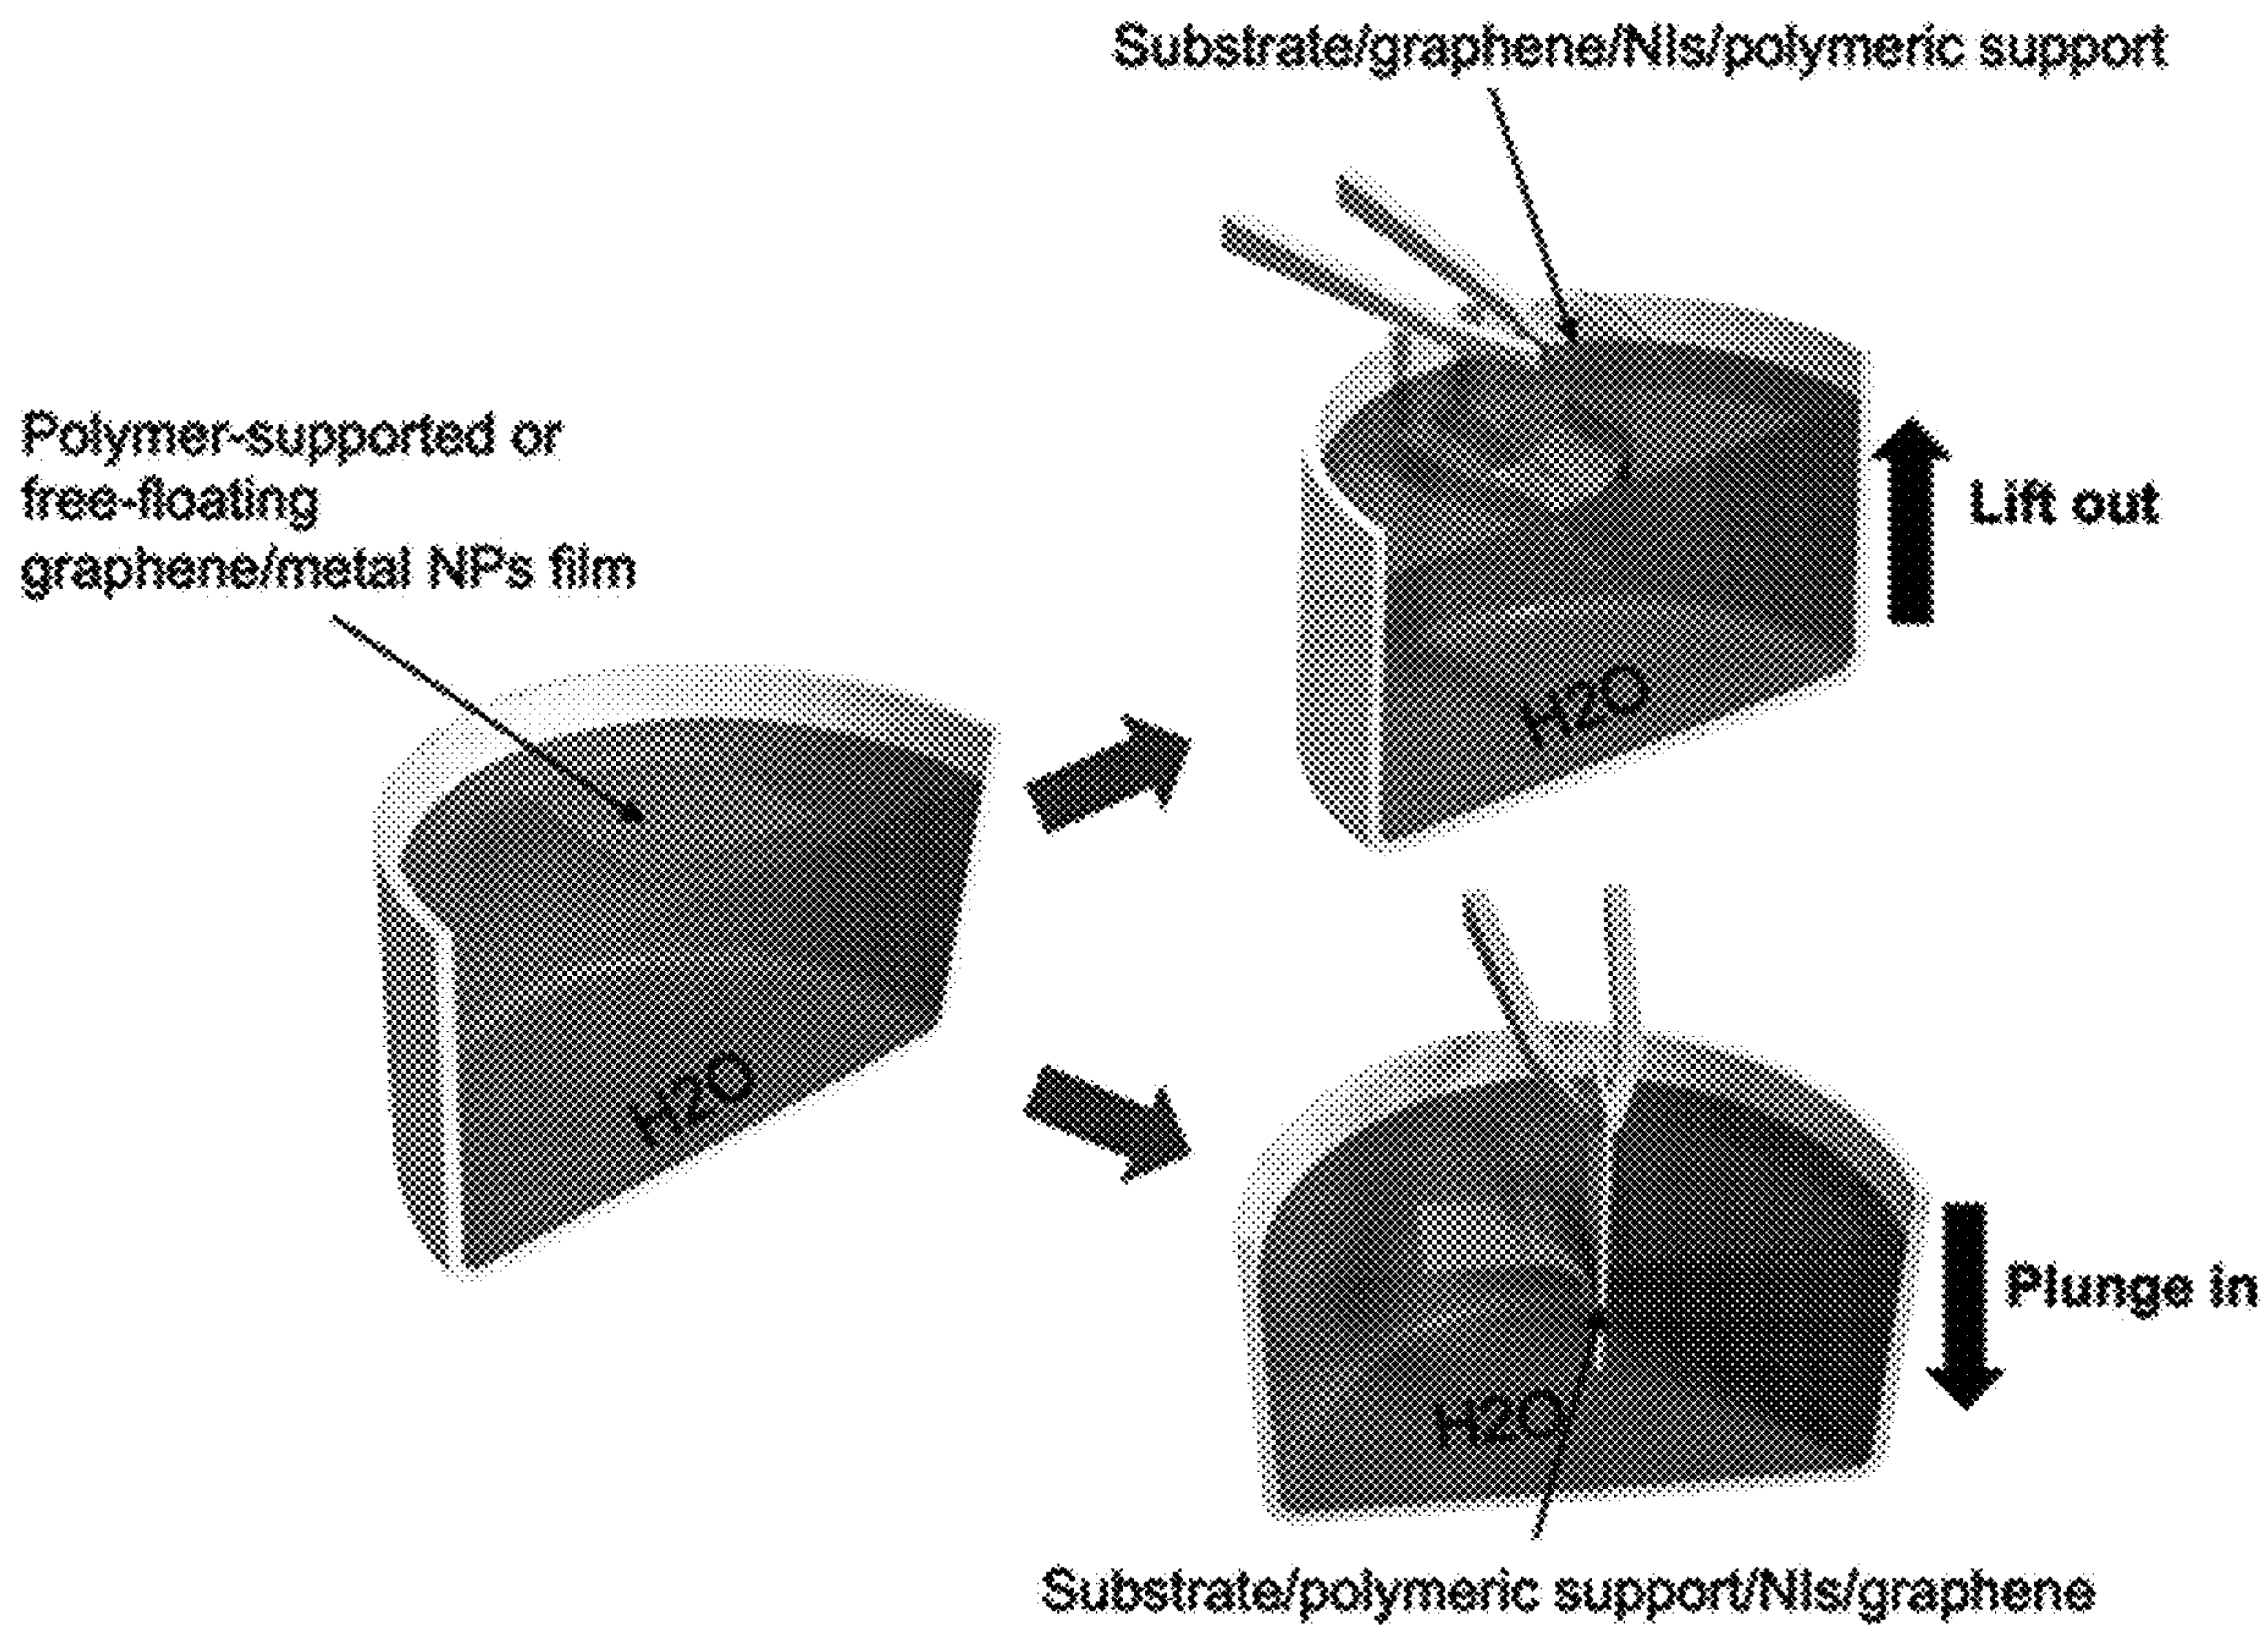 Substrate/graphene/NIs/polymeric support
Polymer-supported or
free-floating
graphene/metal NPs film
Lift out
H2O
H2O
Plunge in
H2O
Substrate/polymeric support/NIs/graphene